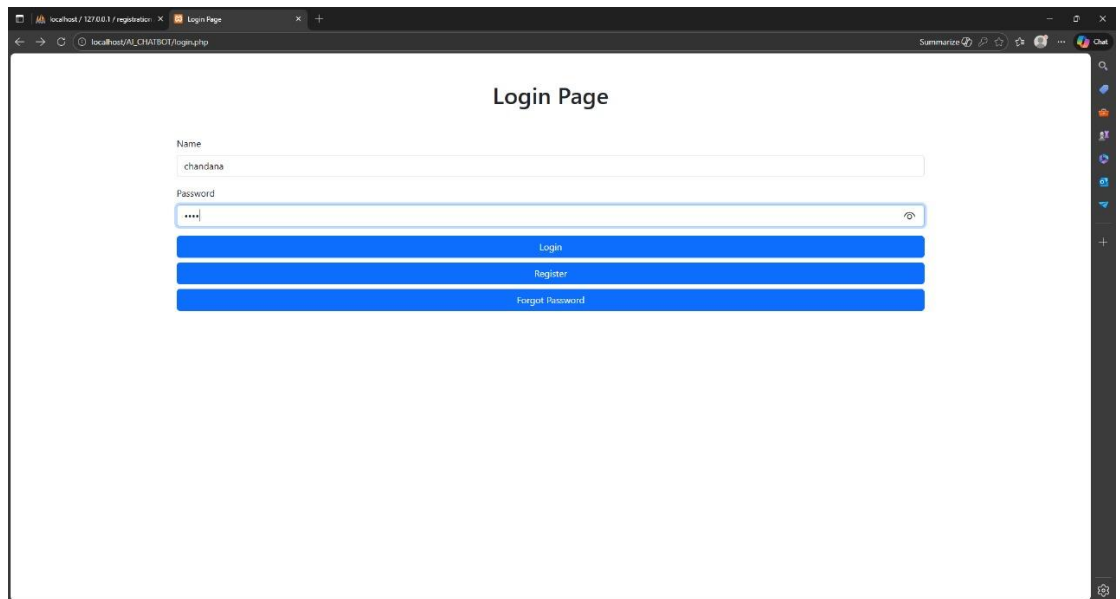 localhost / 127.0.0.1 / registration
Login Page
localhost/AI_CHATBOT/login.php
Summarize
Chat
Login Page
Name
chandana
Password
••••
Login
Register
Forgot Password